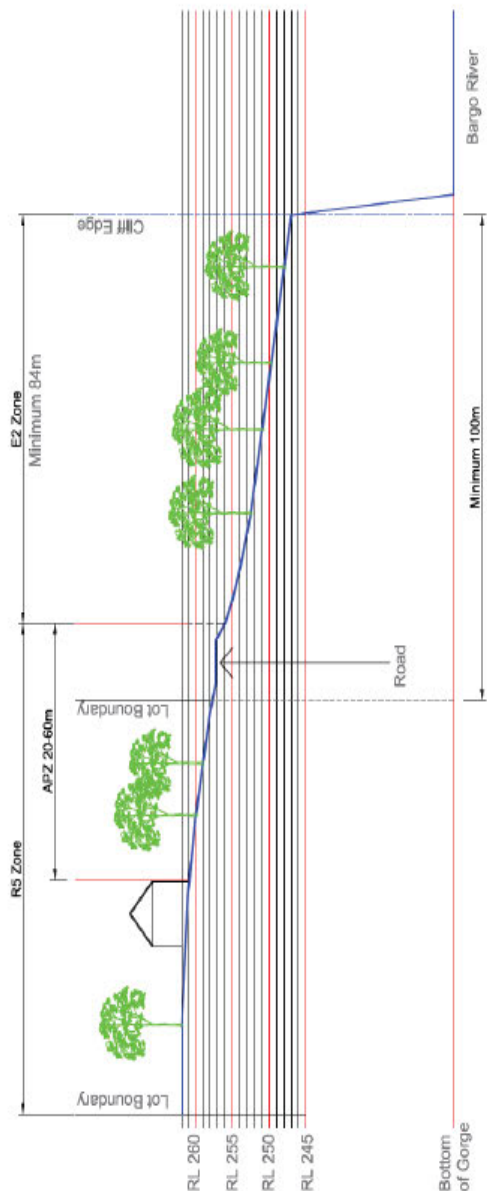 R5 Zone
E2 Zone
APZ 20-60m
Minimum 84m
Lot Boundary
Lot Boundary
Cliff Edge
RL 260
RL 255
RL 250
RL 245
Road
Minimum 100m
Bottom
of Gorge
Bargo River